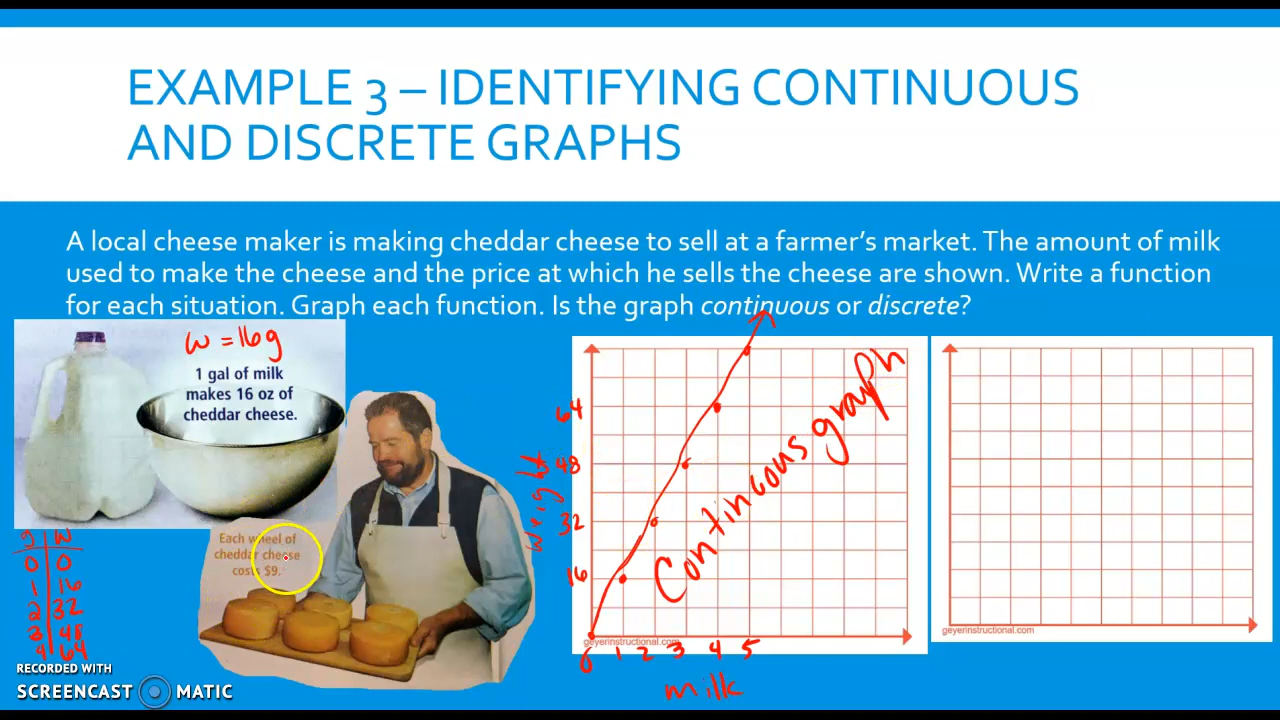 EXAMPLE 3 – IDENTIFYING CONTINUOUS
AND DISCRETE GRAPHS
A local cheese maker is making cheddar cheese to sell at a farmer's market. The amount of milk
used to make the cheese and the price at which he sells the cheese are shown. Write a function
for each situation. Graph each function. Is the graph continuous or discrete?
w = 16g
1 gal of milk
makes 16 oz of
cheddar cheese.
Each wheel of
cheddar cheese
costs $9.
g w
0 0
1 16
2 32
3 48
4 64
RECORDED WITH
SCREENCAST MATIC
Weight
64
48
32
16
0 1 2 3 4 5
milk
Continuous graph
geyerinstructional.com
geyerinstructional.com